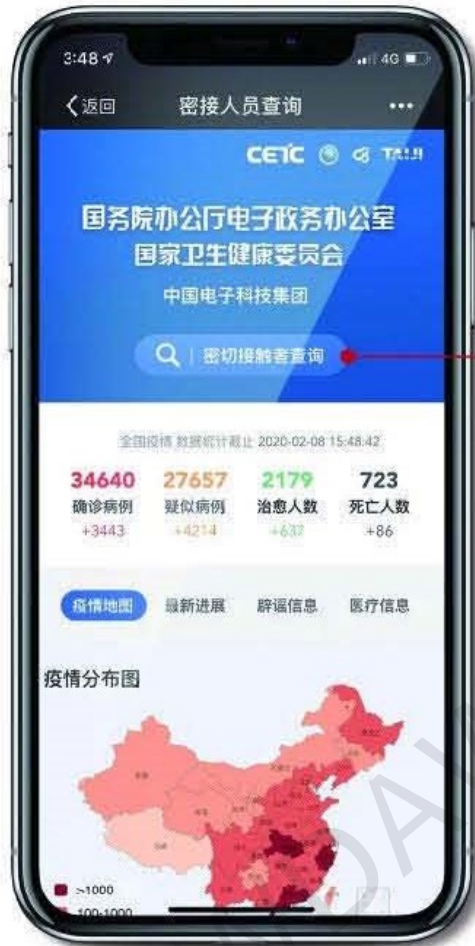 3:48
4G
返回
密接人员查询
CETC
TAIJI
国务院办公厅电子政务办公室
国家卫生健康委员会
中国电子科技集团
密切接触者查询
全国疫情 数据统计截止 2020-02-08 15:48:42
34640 27657 2179 723
确诊病例 疑似病例 治愈人数 死亡人数
+3443 +4214 +637 +86
疫情地图 最新进展 辟谣信息 医疗信息
疫情分布图
>1000
100-1000